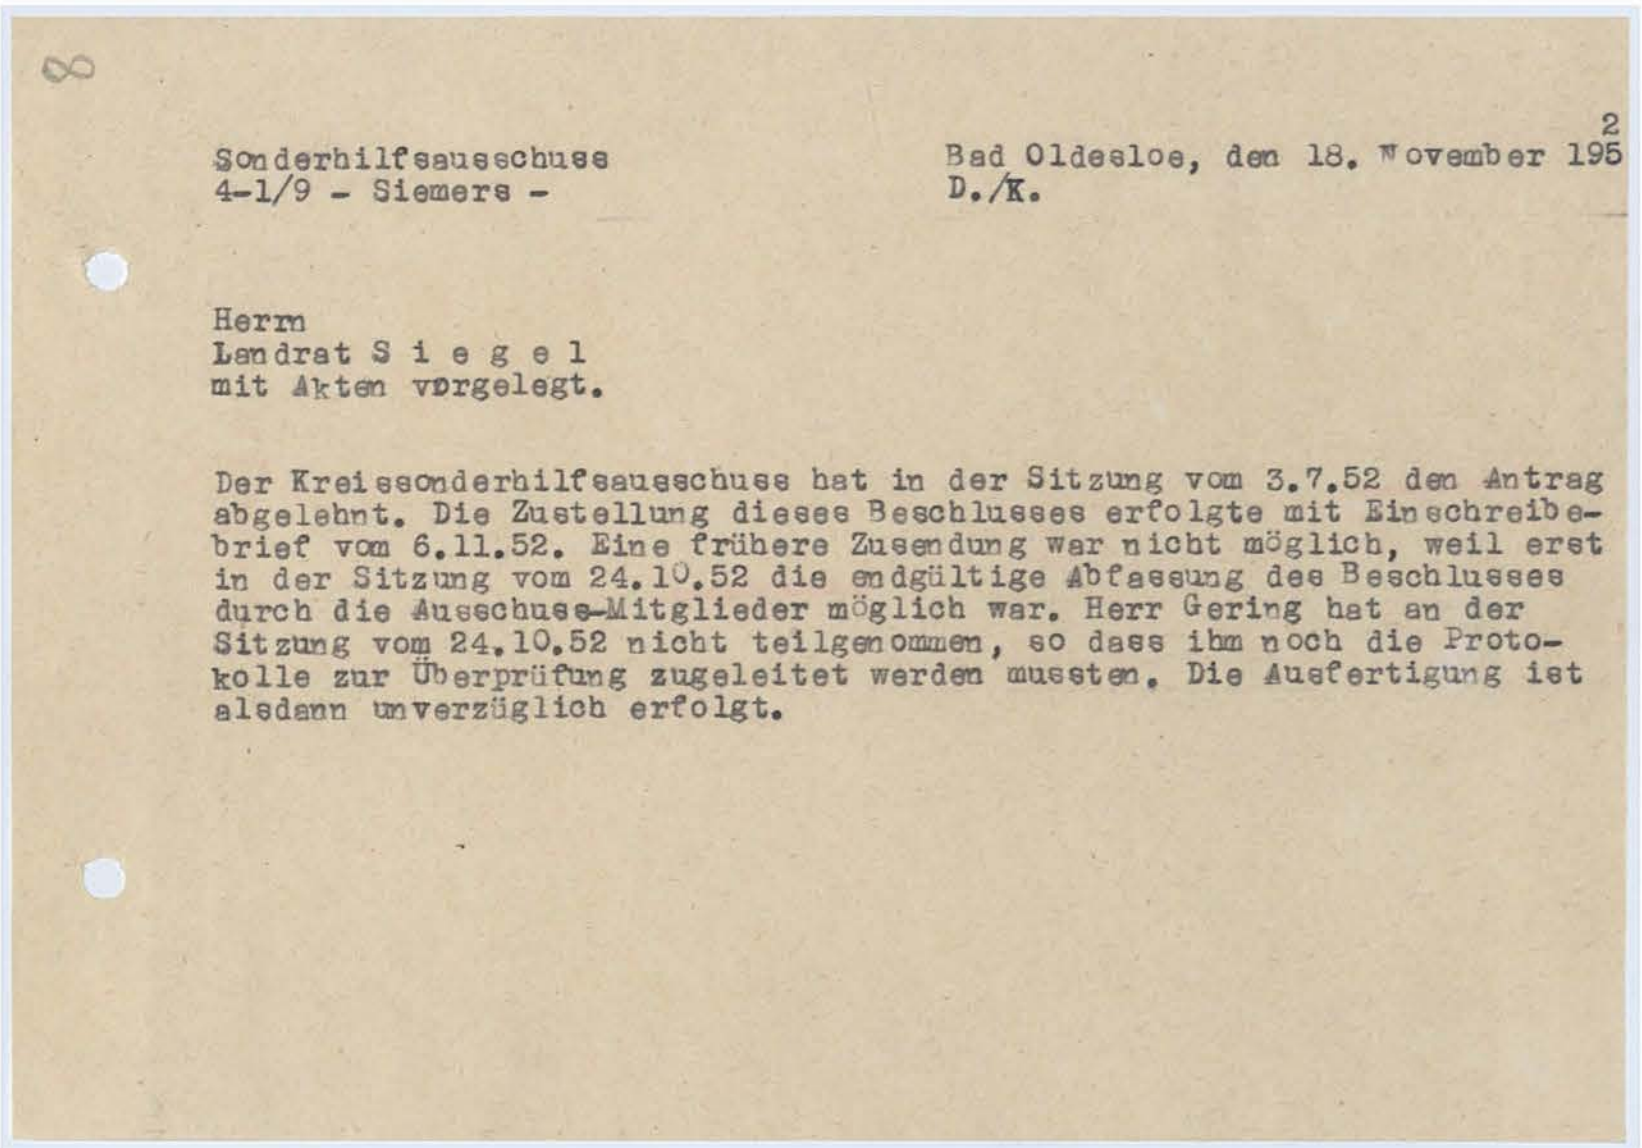 8
Sonderhilfsausschuss
4-1/9 - Siemers -
Bad Oldesloe, den 18. November 1952
D./K.
Herrn
Landrat S i e g e l
mit Akten vorgelegt.
Der Kreissonderhilfsausschuss hat in der Sitzung vom 3.7.52 den Antrag
abgelehnt. Die Zustellung dieses Beschlusses erfolgte mit Einschreibe-
brief vom 6.11.52. Eine frühere Zusendung war nicht möglich, weil erst
in der Sitzung vom 24.10.52 die endgültige Abfassung des Beschlusses
durch die Ausschuss-Mitglieder möglich war. Herr Gering hat an der
Sitzung vom 24.10.52 nicht teilgenommen, so dass ihm noch die Proto-
kolle zur Überprüfung zugeleitet werden mussten. Die Ausfertigung ist
alsdann unverzüglich erfolgt.